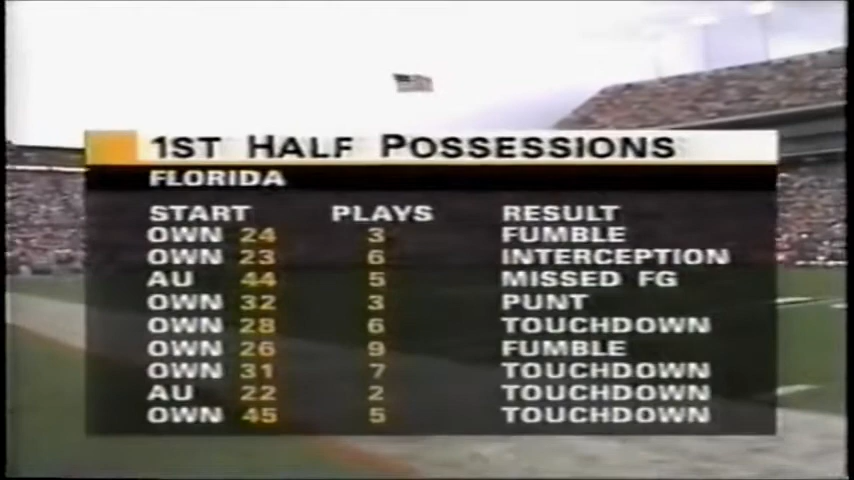 1ST HALF POSSESSIONS
FLORIDA
START PLAYS RESULT
OWN 24 3 FUMBLE
OWN 23 6 INTERCEPTION
AU 44 5 MISSED FG
OWN 32 3 PUNT
OWN 28 6 TOUCHDOWN
OWN 26 9 FUMBLE
OWN 31 7 TOUCHDOWN
AU 22 2 TOUCHDOWN
OWN 45 5 TOUCHDOWN